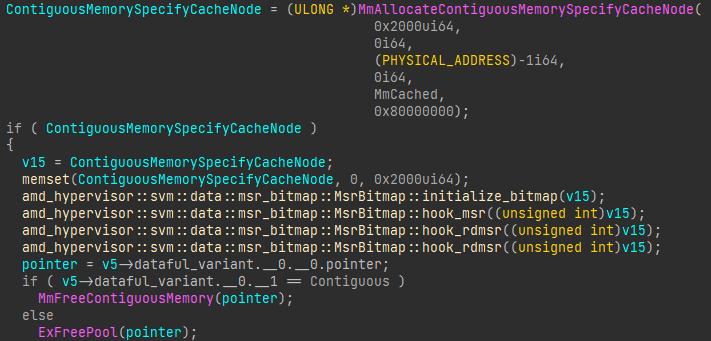 ContiguousMemorySpecifyCacheNode = (ULONG *)MmAllocateContiguousMemorySpecifyCacheNode(
0x2000ui64,
0i64,
(PHYSICAL_ADDRESS)-1i64,
0i64,
MmCached,
0x80000000);
if ( ContiguousMemorySpecifyCacheNode )
{
v15 = ContiguousMemorySpecifyCacheNode;
memset(ContiguousMemorySpecifyCacheNode, 0, 0x2000ui64);
amd_hypervisor::svm::data::msr_bitmap::MsrBitmap::initialize_bitmap(v15);
amd_hypervisor::svm::data::msr_bitmap::MsrBitmap::hook_msr((unsigned int)v15);
amd_hypervisor::svm::data::msr_bitmap::MsrBitmap::hook_rdmsr((unsigned int)v15);
amd_hypervisor::svm::data::msr_bitmap::MsrBitmap::hook_rdmsr((unsigned int)v15);
pointer = v5->dataful_variant.__0.__0.pointer;
if ( v5->dataful_variant.__0.__1 == Contiguous )
MmFreeContiguousMemory(pointer);
else
ExFreePool(pointer);